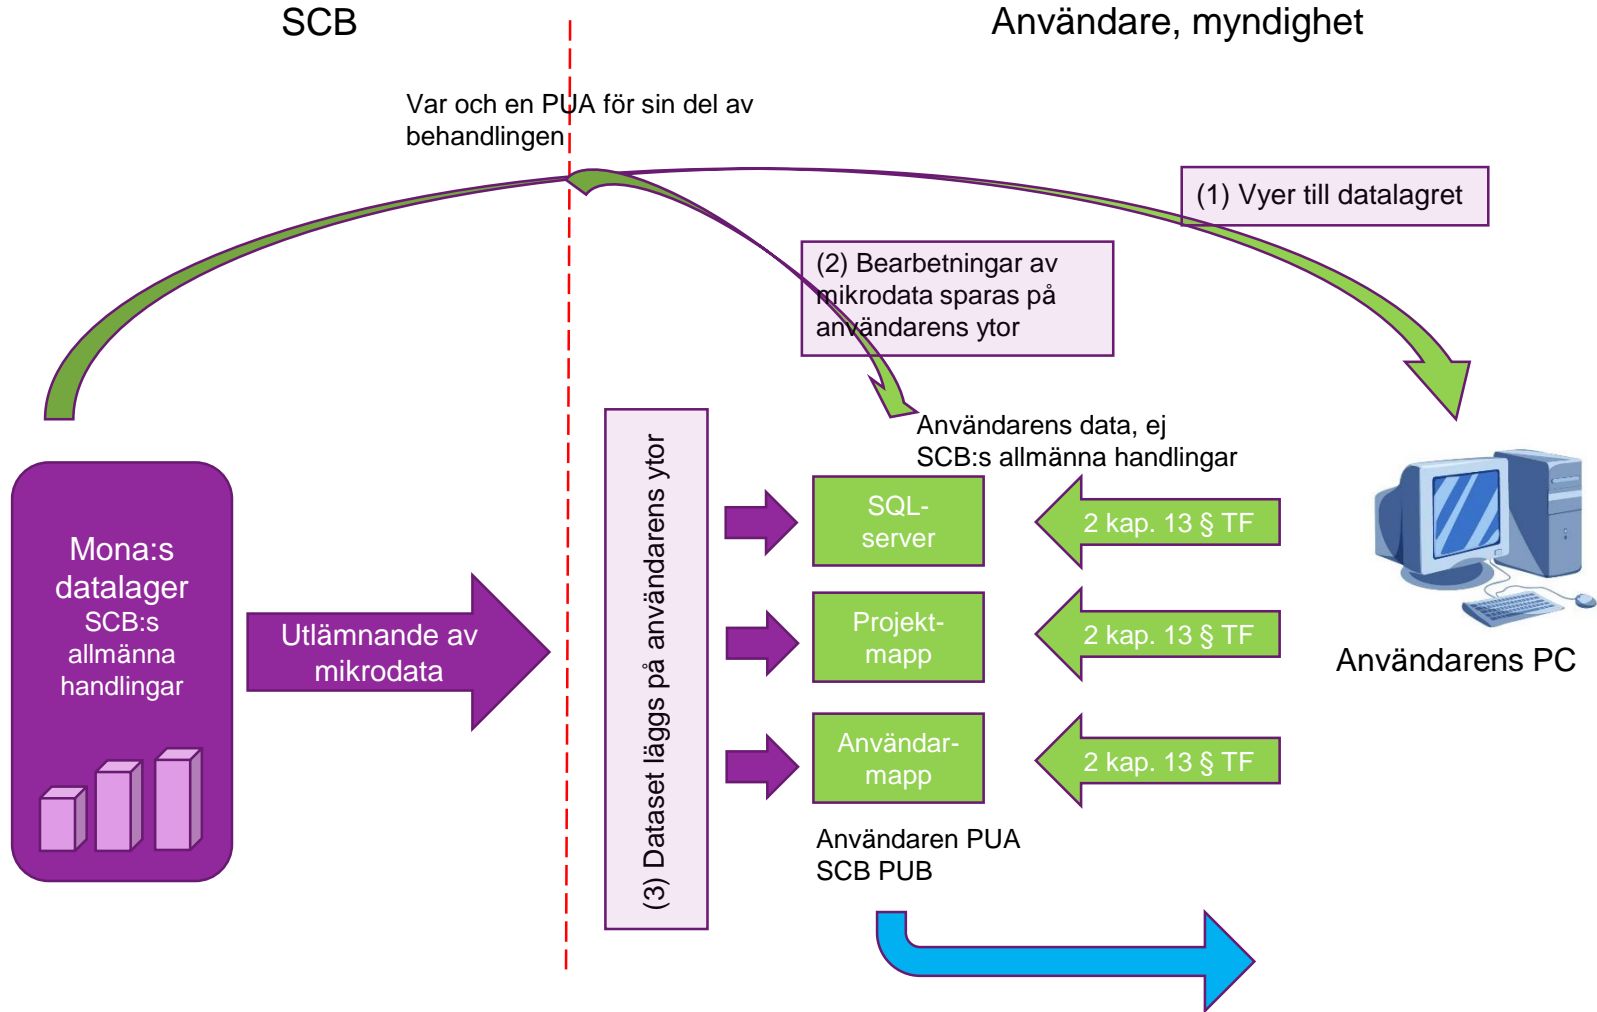 SCB
Användare, myndighet
Var och en PUA för sin del av
behandlingen
(1) Vyer till datalagret
(2) Bearbetningar av
mikrodata sparas på
användarens ytor
Användarens data, ej
SCB:s allmänna handlingar
Mona:s
datalager
SCB:s
allmänna
handlingar
Utlämnande av
mikrodata
(3) Dataset läggs på användarens ytor
SQL-
server
2 kap. 13 § TF
Projekt-
mapp
2 kap. 13 § TF
Användar-
mapp
2 kap. 13 § TF
Användarens PC
Användaren PUA
SCB PUB